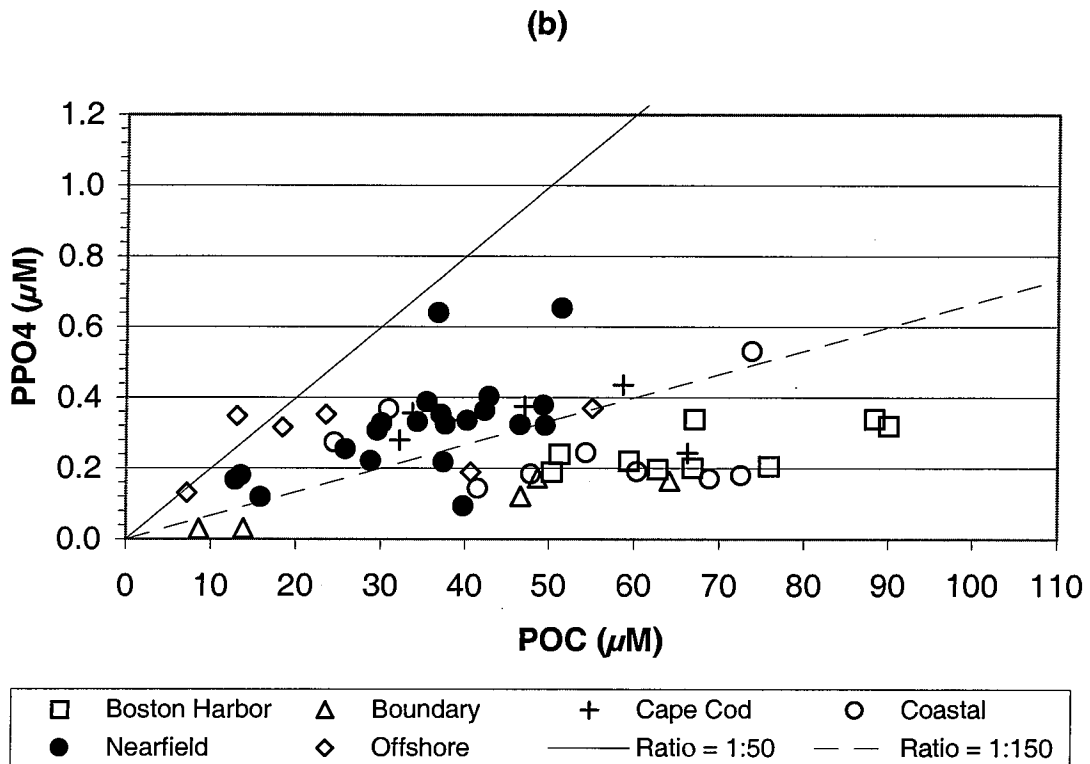 (b)
1.2
1.0
0.8
0.6
0.4
0.2
0.0
PPO4 (μM)
0 10 20 30 40 50 60 70 80 90 100 110
POC (μM)
Boston Harbor Boundary Cape Cod Coastal
Nearfield Offshore Ratio = 1:50 Ratio = 1:150